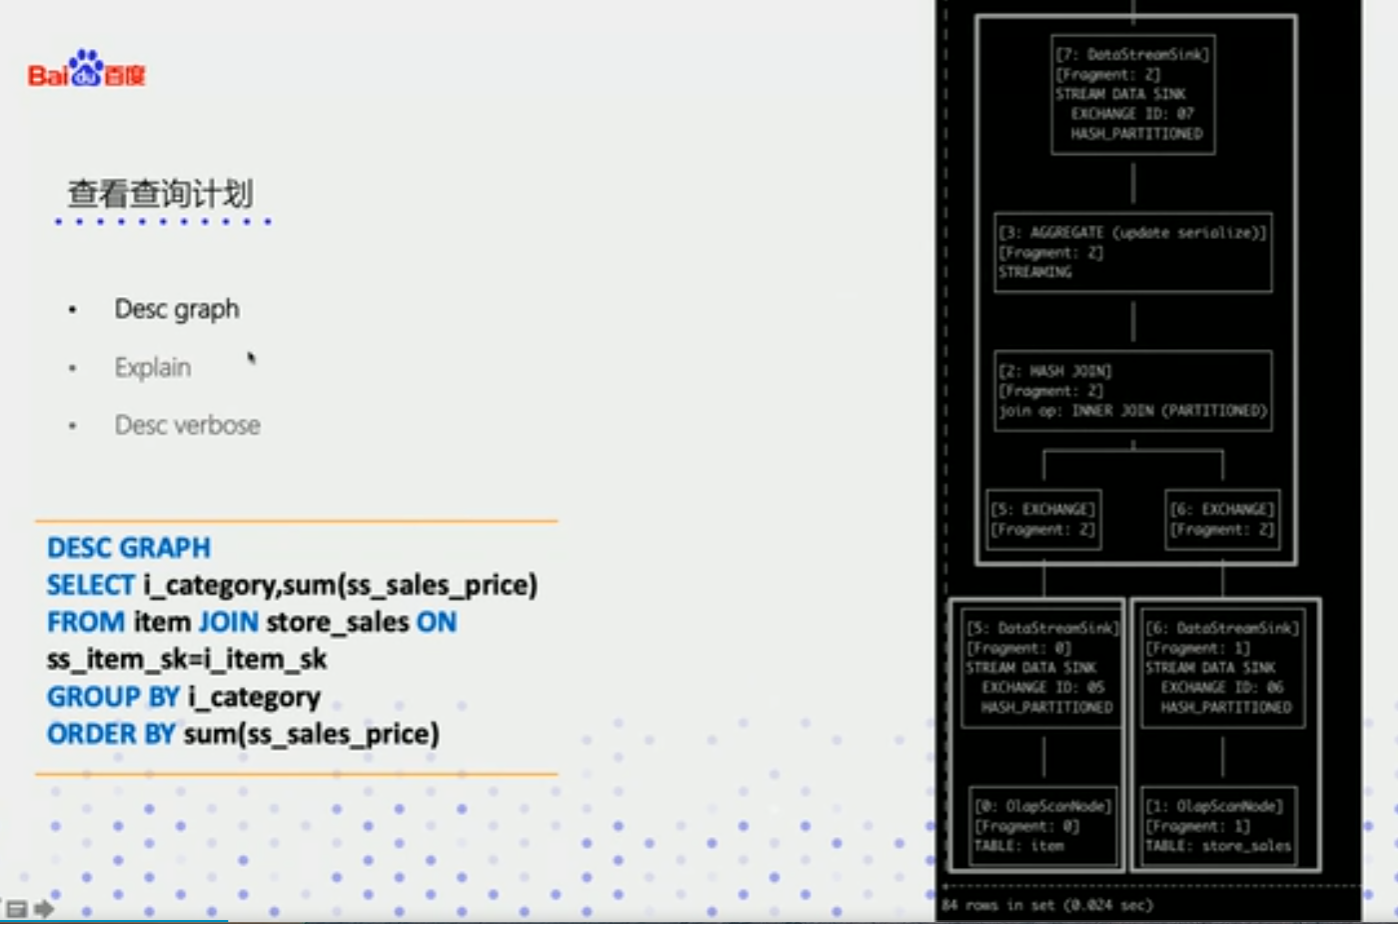 Baidu百度
查看查询计划
• Desc graph
• Explain
• Desc verbose
DESC GRAPH
SELECT i_category,sum(ss_sales_price)
FROM item JOIN store_sales ON
ss_item_sk=i_item_sk
GROUP BY i_category
ORDER BY sum(ss_sales_price)
[7: DataStreamSink]
[Fragment: 2]
STREAM DATA SINK
EXCHANGE ID: 07
HASH_PARTITIONED
[3: AGGREGATE (update serialize)]
[Fragment: 2]
STREAMING
[2: HASH JOIN]
[Fragment: 2]
join op: INNER JOIN (PARTITIONED)
[5: EXCHANGE]
[Fragment: 2]
[6: EXCHANGE]
[Fragment: 2]
[5: DataStreamSink]
[Fragment: 0]
STREAM DATA SINK
EXCHANGE ID: 05
HASH_PARTITIONED
[6: DataStreamSink]
[Fragment: 1]
STREAM DATA SINK
EXCHANGE ID: 06
HASH_PARTITIONED
[0: OlapScanNode]
[Fragment: 0]
TABLE: item
[1: OlapScanNode]
[Fragment: 1]
TABLE: store_sales
84 rows in set (0.024 sec)